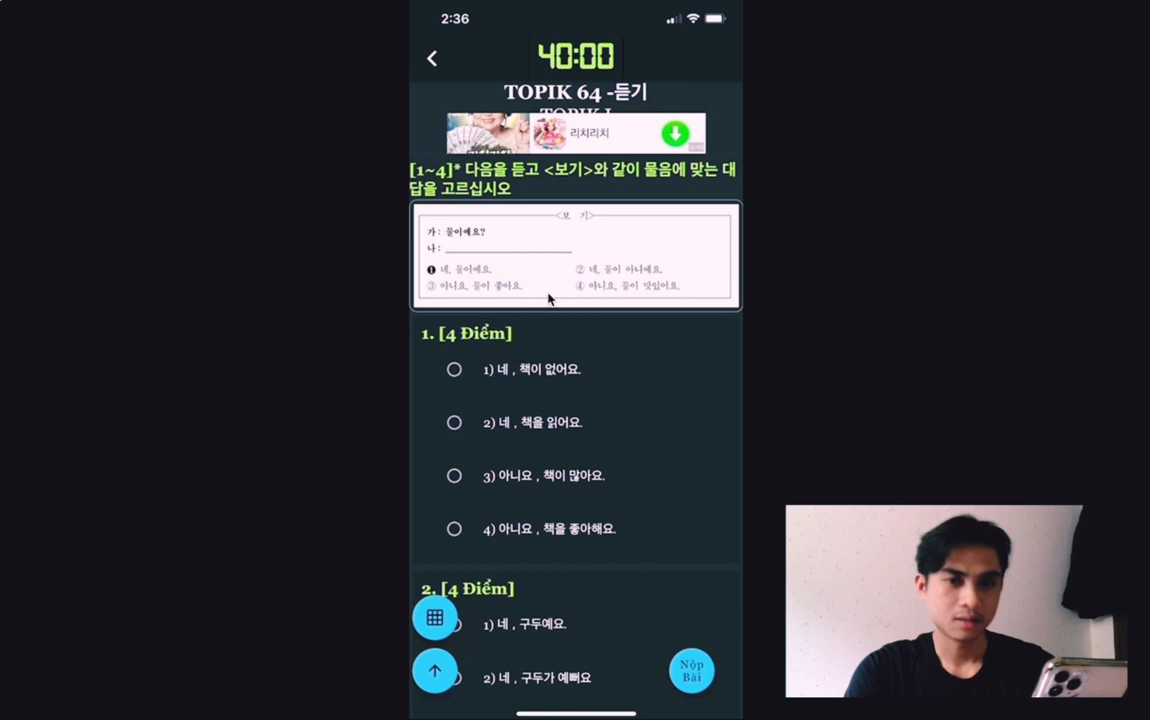 2:36
40:00
TOPIK 64 -듣기
TOPIK I
리치리치
[1~4]* 다음을 듣고 <보기>와 같이 물음에 맞는 대
답을 고르십시오
<보 기>
가: 물이에요?
나:
❶ 네, 물이에요. ② 네, 물이 아니에요.
③ 아니요, 물이 좋아요. ④ 아니요, 물이 맛있어요.
1. [4 Điểm]
1) 네 , 책이 없어요.
2) 네 , 책을 읽어요.
3) 아니요 , 책이 많아요.
4) 아니요 , 책을 좋아해요.
2. [4 Điểm]
1) 네 , 구두예요.
2) 네 , 구두가 예뻐요
Nộp
Bài